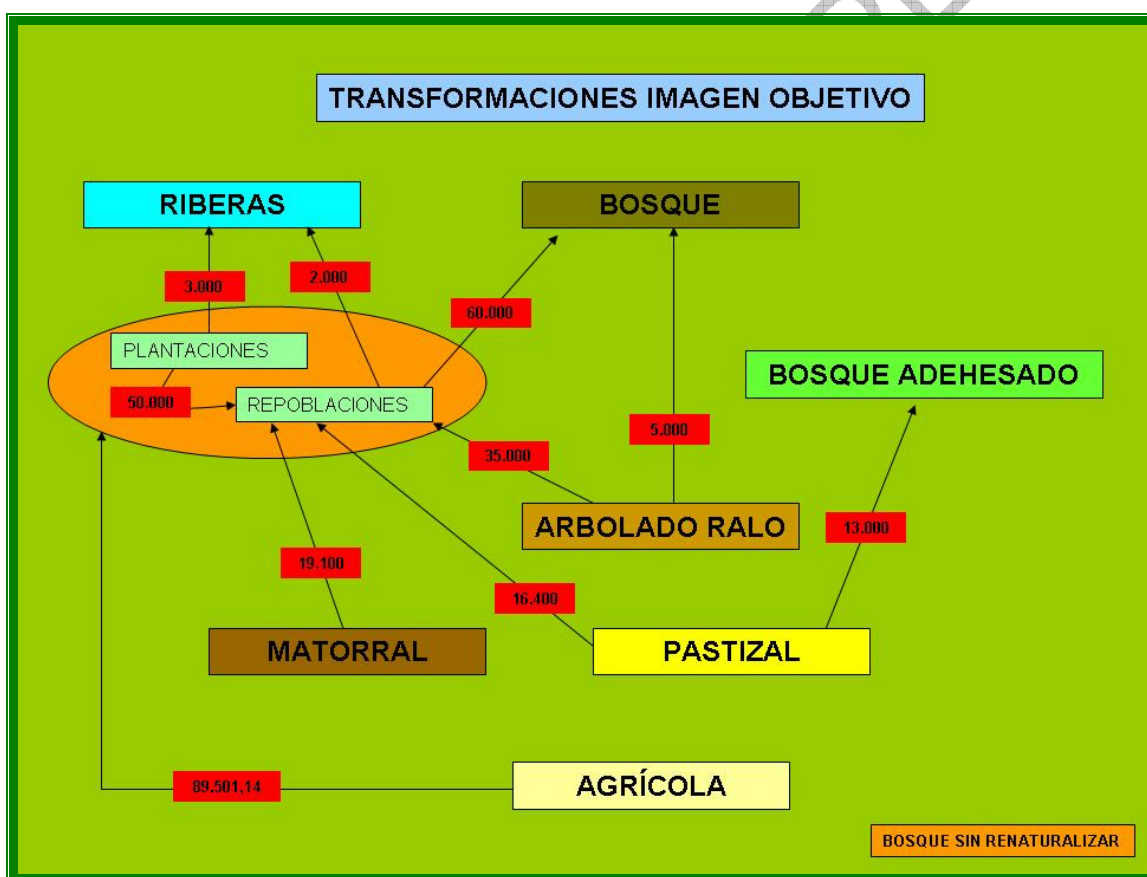 TRANSFORMACIONES IMAGEN OBJETIVO
RIBERAS
BOSQUE
3.000
2.000
60.000
PLANTACIONES
BOSQUE ADEHESADO
50.000
REPOBLACIONES
5.000
35.000
ARBOLADO RALO
13.000
19.100
16.400
MATORRAL
PASTIZAL
89.501,14
AGRÍCOLA
BOSQUE SIN RENATURALIZAR